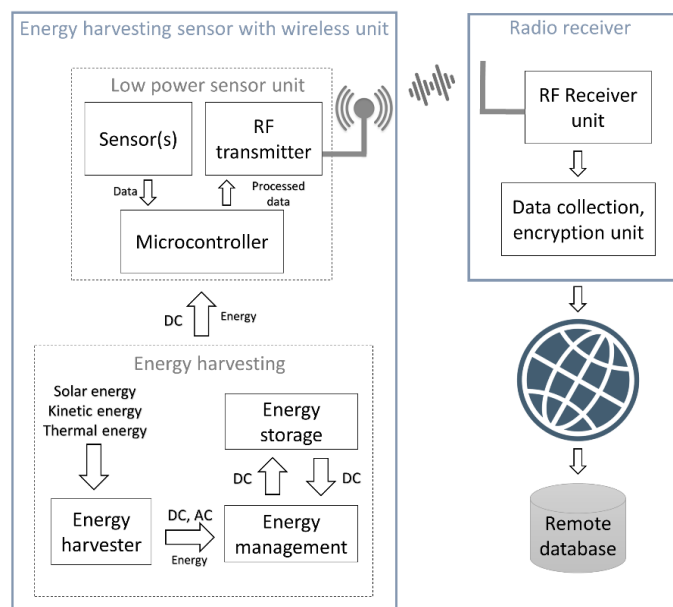 Energy harvesting sensor with wireless unit
Low power sensor unit
Sensor(s)
RF
transmitter
Data
Processed
data
Microcontroller
DC
Energy
Energy harvesting
Solar energy
Kinetic energy
Thermal energy
Energy
storage
DC
DC
Energy
harvester
DC, AC
Energy
Energy
management
Radio receiver
RF Receiver
unit
Data collection,
encryption unit
Remote
database